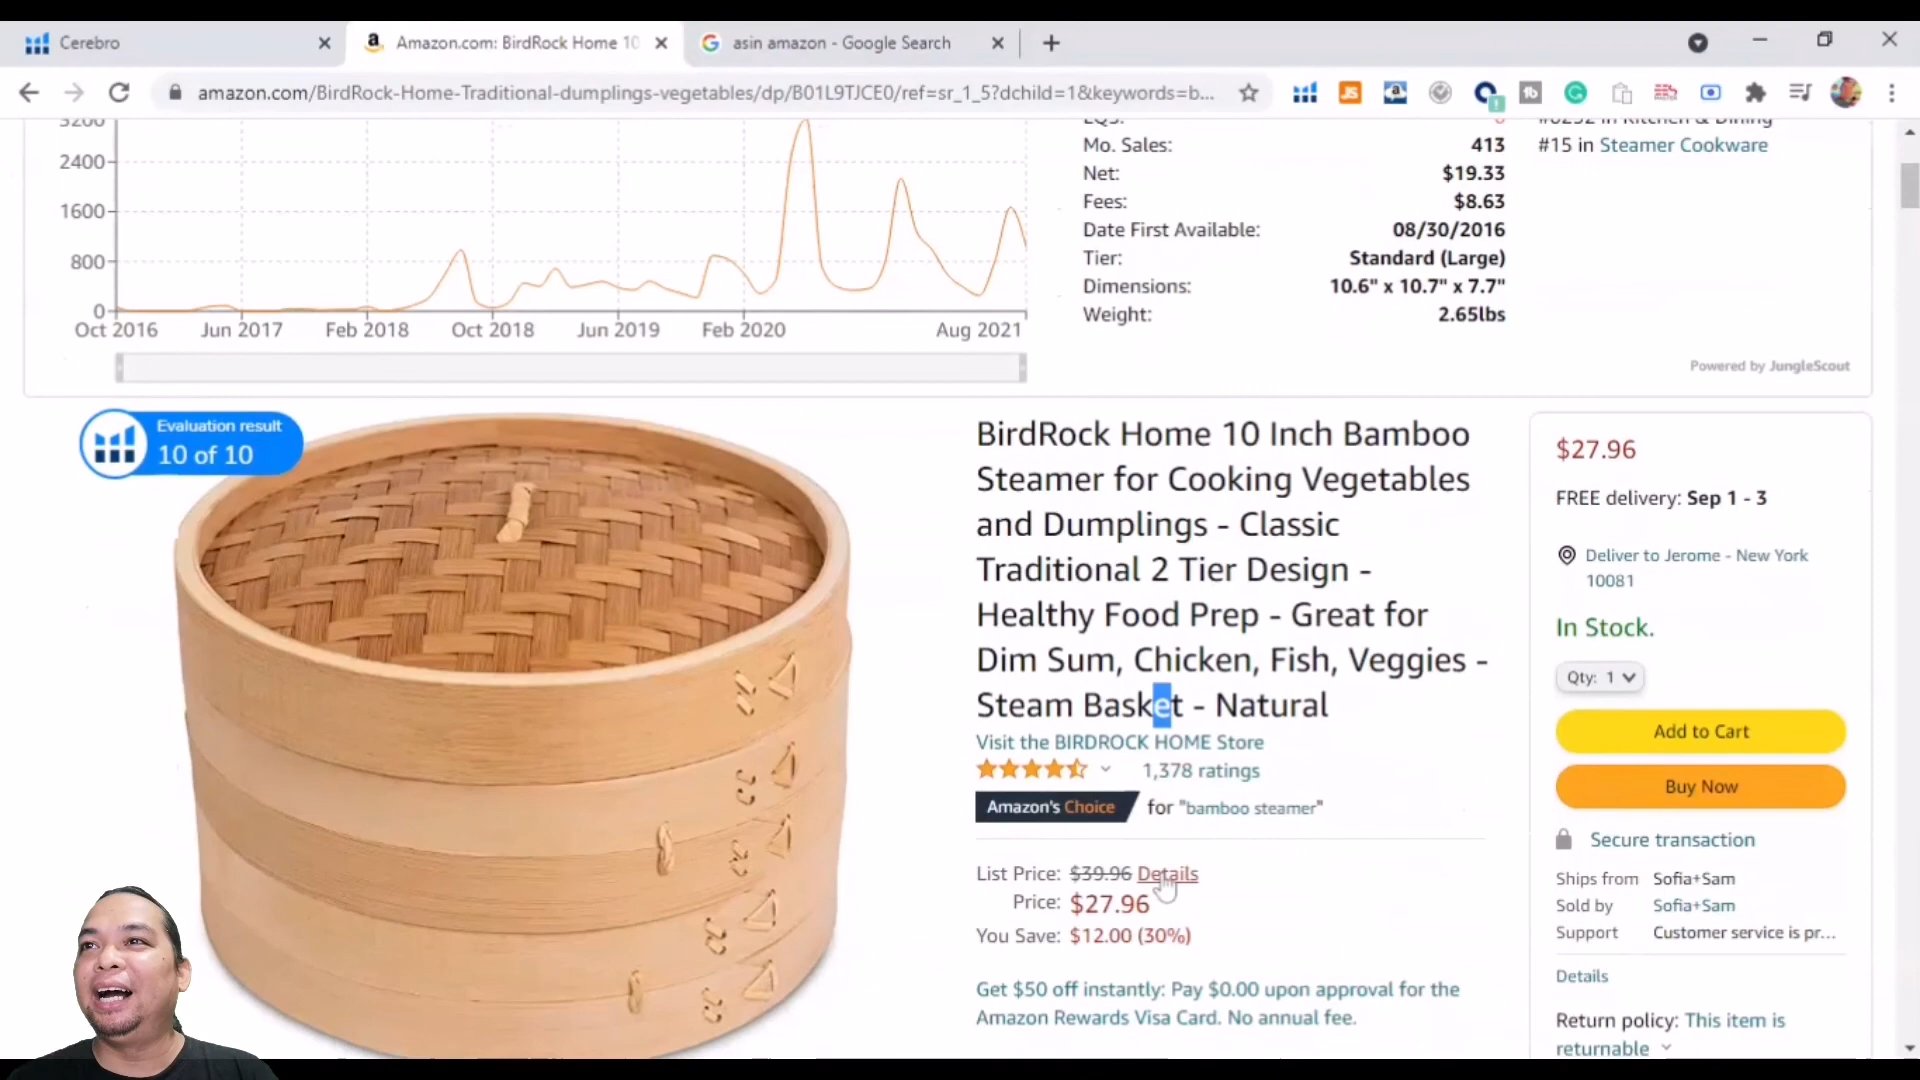 Cerebro
Amazon.com: BirdRock Home 10
asin amazon - Google Search
amazon.com/BirdRock-Home-Traditional-dumplings-vegetables/dp/B01L9TJCE0/ref=sr_1_5?dchild=1&keywords=b...
3200
2400
1600
800
0
Oct 2016 Jun 2017 Feb 2018 Oct 2018 Jun 2019 Feb 2020 Aug 2021
Mo. Sales: 413
Net: $19.33
Fees: $8.63
Date First Available: 08/30/2016
Tier: Standard (Large)
Dimensions: 10.6" x 10.7" x 7.7"
Weight: 2.65lbs
in Kitchen & Dining
#15 in Steamer Cookware
Powered by JungleScout
Evaluation result
10 of 10
BirdRock Home 10 Inch Bamboo
Steamer for Cooking Vegetables
and Dumplings - Classic
Traditional 2 Tier Design -
Healthy Food Prep - Great for
Dim Sum, Chicken, Fish, Veggies -
Steam Basket - Natural
Visit the BIRDROCK HOME Store
1,378 ratings
Amazon's Choice for "bamboo steamer"
List Price: $39.96 Details
Price: $27.96
You Save: $12.00 (30%)
Get $50 off instantly: Pay $0.00 upon approval for the
Amazon Rewards Visa Card. No annual fee.
$27.96
FREE delivery: Sep 1 - 3
Deliver to Jerome - New York
10081
In Stock.
Qty: 1
Add to Cart
Buy Now
Secure transaction
Ships from Sofia+Sam
Sold by Sofia+Sam
Support Customer service is pr...
Details
Return policy: This item is
returnable